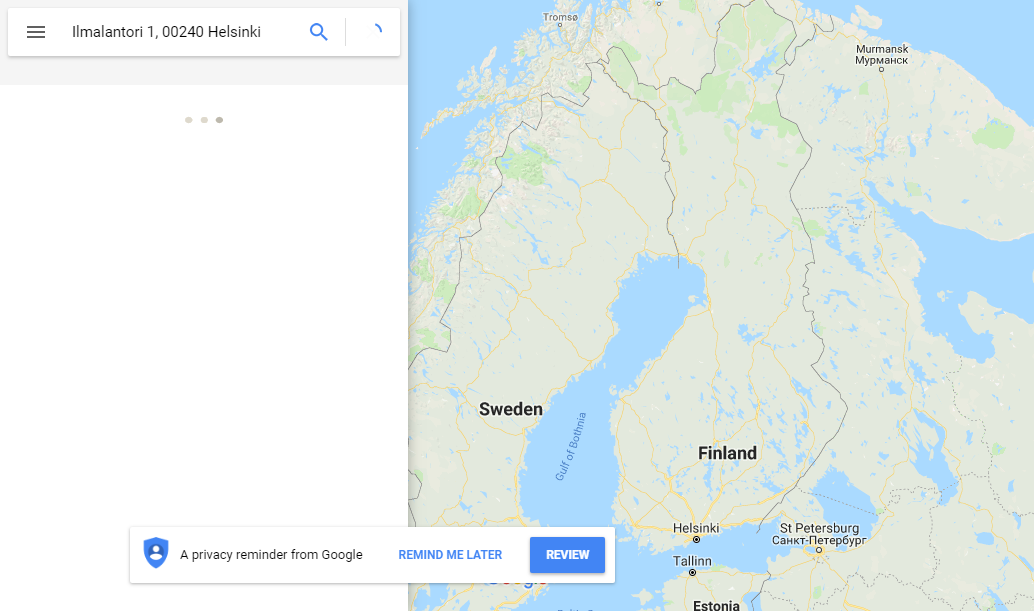 Ilmalantori 1, 00240 Helsinki
Tromsø
Murmansk
Мурманск
Sweden
Gulf of Bothnia
Finland
Helsinki
St Petersburg
Санкт-Петербург
Tallinn
A privacy reminder from Google
REMIND ME LATER
REVIEW
Google
Estonia